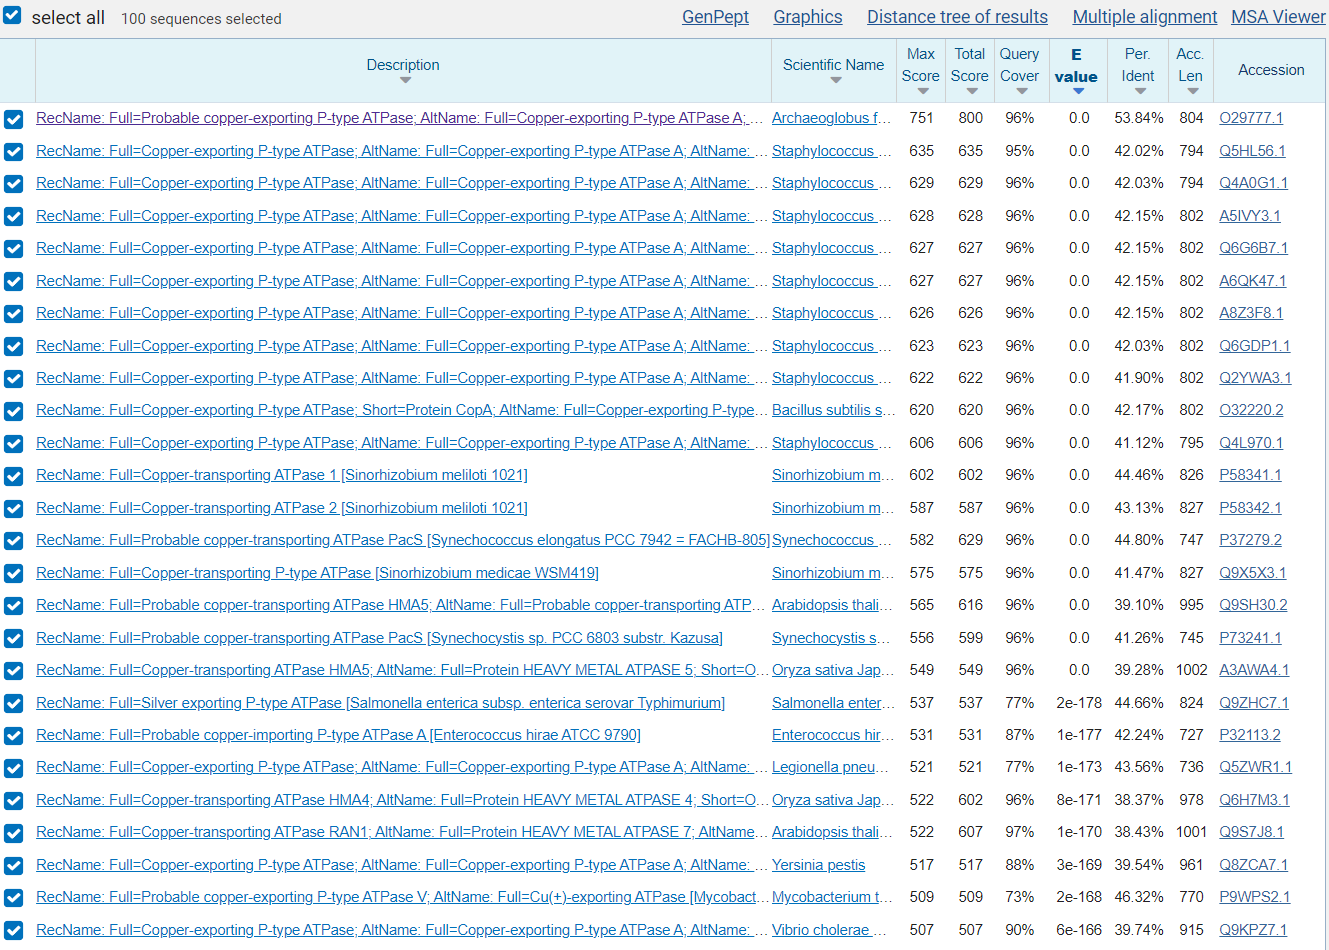 select all 100 sequences selected GenPept Graphics Distance tree of results Multiple alignment MSA Viewer
Description Scientific Name Max Score Total Score Query Cover E value Per. Ident Acc. Len Accession
RecName: Full=Probable copper-exporting P-type ATPase; AltName: Full=Copper-exporting P-type ATPase A; ... Archaeoglobus f... 751 800 96% 0.0 53.84% 804 O29777.1
RecName: Full=Copper-exporting P-type ATPase; AltName: Full=Copper-exporting P-type ATPase A; AltName: ... Staphylococcus ... 635 635 95% 0.0 42.02% 794 Q5HL56.1
RecName: Full=Copper-exporting P-type ATPase; AltName: Full=Copper-exporting P-type ATPase A; AltName: ... Staphylococcus ... 629 629 96% 0.0 42.03% 794 Q4A0G1.1
RecName: Full=Copper-exporting P-type ATPase; AltName: Full=Copper-exporting P-type ATPase A; AltName: ... Staphylococcus ... 628 628 96% 0.0 42.15% 802 A5IVY3.1
RecName: Full=Copper-exporting P-type ATPase; AltName: Full=Copper-exporting P-type ATPase A; AltName: ... Staphylococcus ... 627 627 96% 0.0 42.15% 802 Q6G6B7.1
RecName: Full=Copper-exporting P-type ATPase; AltName: Full=Copper-exporting P-type ATPase A; AltName: ... Staphylococcus ... 627 627 96% 0.0 42.15% 802 A6QK47.1
RecName: Full=Copper-exporting P-type ATPase; AltName: Full=Copper-exporting P-type ATPase A; AltName: ... Staphylococcus ... 626 626 96% 0.0 42.15% 802 A8Z3F8.1
RecName: Full=Copper-exporting P-type ATPase; AltName: Full=Copper-exporting P-type ATPase A; AltName: ... Staphylococcus ... 623 623 96% 0.0 42.03% 802 Q6GDP1.1
RecName: Full=Copper-exporting P-type ATPase; AltName: Full=Copper-exporting P-type ATPase A; AltName: ... Staphylococcus ... 622 622 96% 0.0 41.90% 802 Q2YWA3.1
RecName: Full=Copper-exporting P-type ATPase; Short=Protein CopA; AltName: Full=Copper-exporting P-type... Bacillus subtilis s... 620 620 96% 0.0 42.17% 802 O32220.2
RecName: Full=Copper-exporting P-type ATPase; AltName: Full=Copper-exporting P-type ATPase A; AltName: ... Staphylococcus ... 606 606 96% 0.0 41.12% 795 Q4L970.1
RecName: Full=Copper-transporting ATPase 1 [Sinorhizobium meliloti 1021] Sinorhizobium m... 602 602 96% 0.0 44.46% 826 P58341.1
RecName: Full=Copper-transporting ATPase 2 [Sinorhizobium meliloti 1021] Sinorhizobium m... 587 587 96% 0.0 43.13% 827 P58342.1
RecName: Full=Probable copper-transporting ATPase PacS [Synechococcus elongatus PCC 7942 = FACHB-805] Synechococcus ... 582 629 96% 0.0 44.80% 747 P37279.2
RecName: Full=Copper-transporting P-type ATPase [Sinorhizobium medicae WSM419] Sinorhizobium m... 575 575 96% 0.0 41.47% 827 Q9X5X3.1
RecName: Full=Probable copper-transporting ATPase HMA5; AltName: Full=Probable copper-transporting ATP... Arabidopsis thali... 565 616 96% 0.0 39.10% 995 Q9SH30.2
RecName: Full=Probable copper-transporting ATPase PacS [Synechocystis sp. PCC 6803 substr. Kazusa] Synechocystis s... 556 599 96% 0.0 41.26% 745 P73241.1
RecName: Full=Copper-transporting ATPase HMA5; AltName: Full=Protein HEAVY METAL ATPASE 5; Short=O... Oryza sativa Jap... 549 549 96% 0.0 39.28% 1002 A3AWA4.1
RecName: Full=Silver exporting P-type ATPase [Salmonella enterica subsp. enterica serovar Typhimurium] Salmonella enter... 537 537 77% 2e-178 44.66% 824 Q9ZHC7.1
RecName: Full=Probable copper-importing P-type ATPase A [Enterococcus hirae ATCC 9790] Enterococcus hir... 531 531 87% 1e-177 42.24% 727 P32113.2
RecName: Full=Copper-exporting P-type ATPase; AltName: Full=Copper-exporting P-type ATPase A; AltName: ... Legionella pneu... 521 521 77% 1e-173 43.56% 736 Q5ZWR1.1
RecName: Full=Copper-transporting ATPase HMA4; AltName: Full=Protein HEAVY METAL ATPASE 4; Short=O... Oryza sativa Jap... 522 602 96% 8e-171 38.37% 978 Q6H7M3.1
RecName: Full=Copper-transporting ATPase RAN1; AltName: Full=Protein HEAVY METAL ATPASE 7; AltName... Arabidopsis thali... 522 607 97% 1e-170 38.43% 1001 Q9S7J8.1
RecName: Full=Copper-exporting P-type ATPase; AltName: Full=Copper-exporting P-type ATPase A; AltName: ... Yersinia pestis 517 517 88% 3e-169 39.54% 961 Q8ZCA7.1
RecName: Full=Probable copper-exporting P-type ATPase V; AltName: Full=Cu(+)-exporting ATPase [Mycobact... Mycobacterium t... 509 509 73% 2e-168 46.32% 770 P9WPS2.1
RecName: Full=Copper-exporting P-type ATPase; AltName: Full=Copper-exporting P-type ATPase A; AltName: ... Vibrio cholerae ... 507 507 90% 6e-166 39.74% 915 Q9KPZ7.1